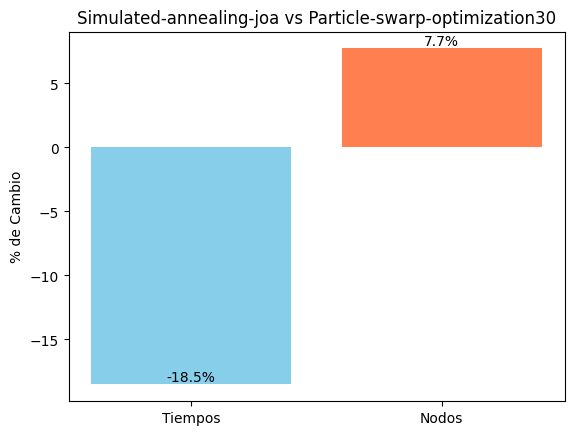 Simulated-annealing-joa vs Particle-swarp-optimization30
7.7%
5
0
−5
% de Cambio
−10
−15
-18.5%
Tiempos Nodos